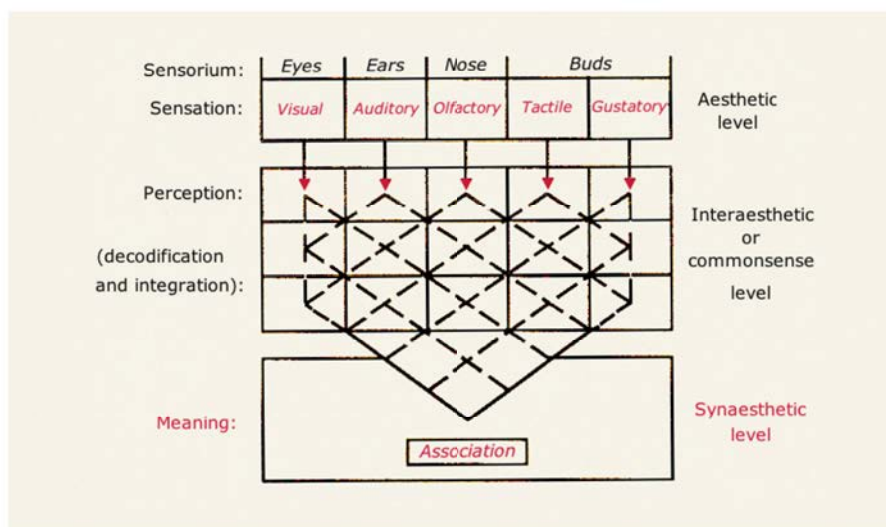 Sensorium: Eyes Ears Nose Buds
Sensation: Visual Auditory Olfactory Tactile Gustatory
Aesthetic
level
Perception:
(decodification
and integration):
Interaesthetic
or
commonsense
level
Meaning:
Association
Synaesthetic
level